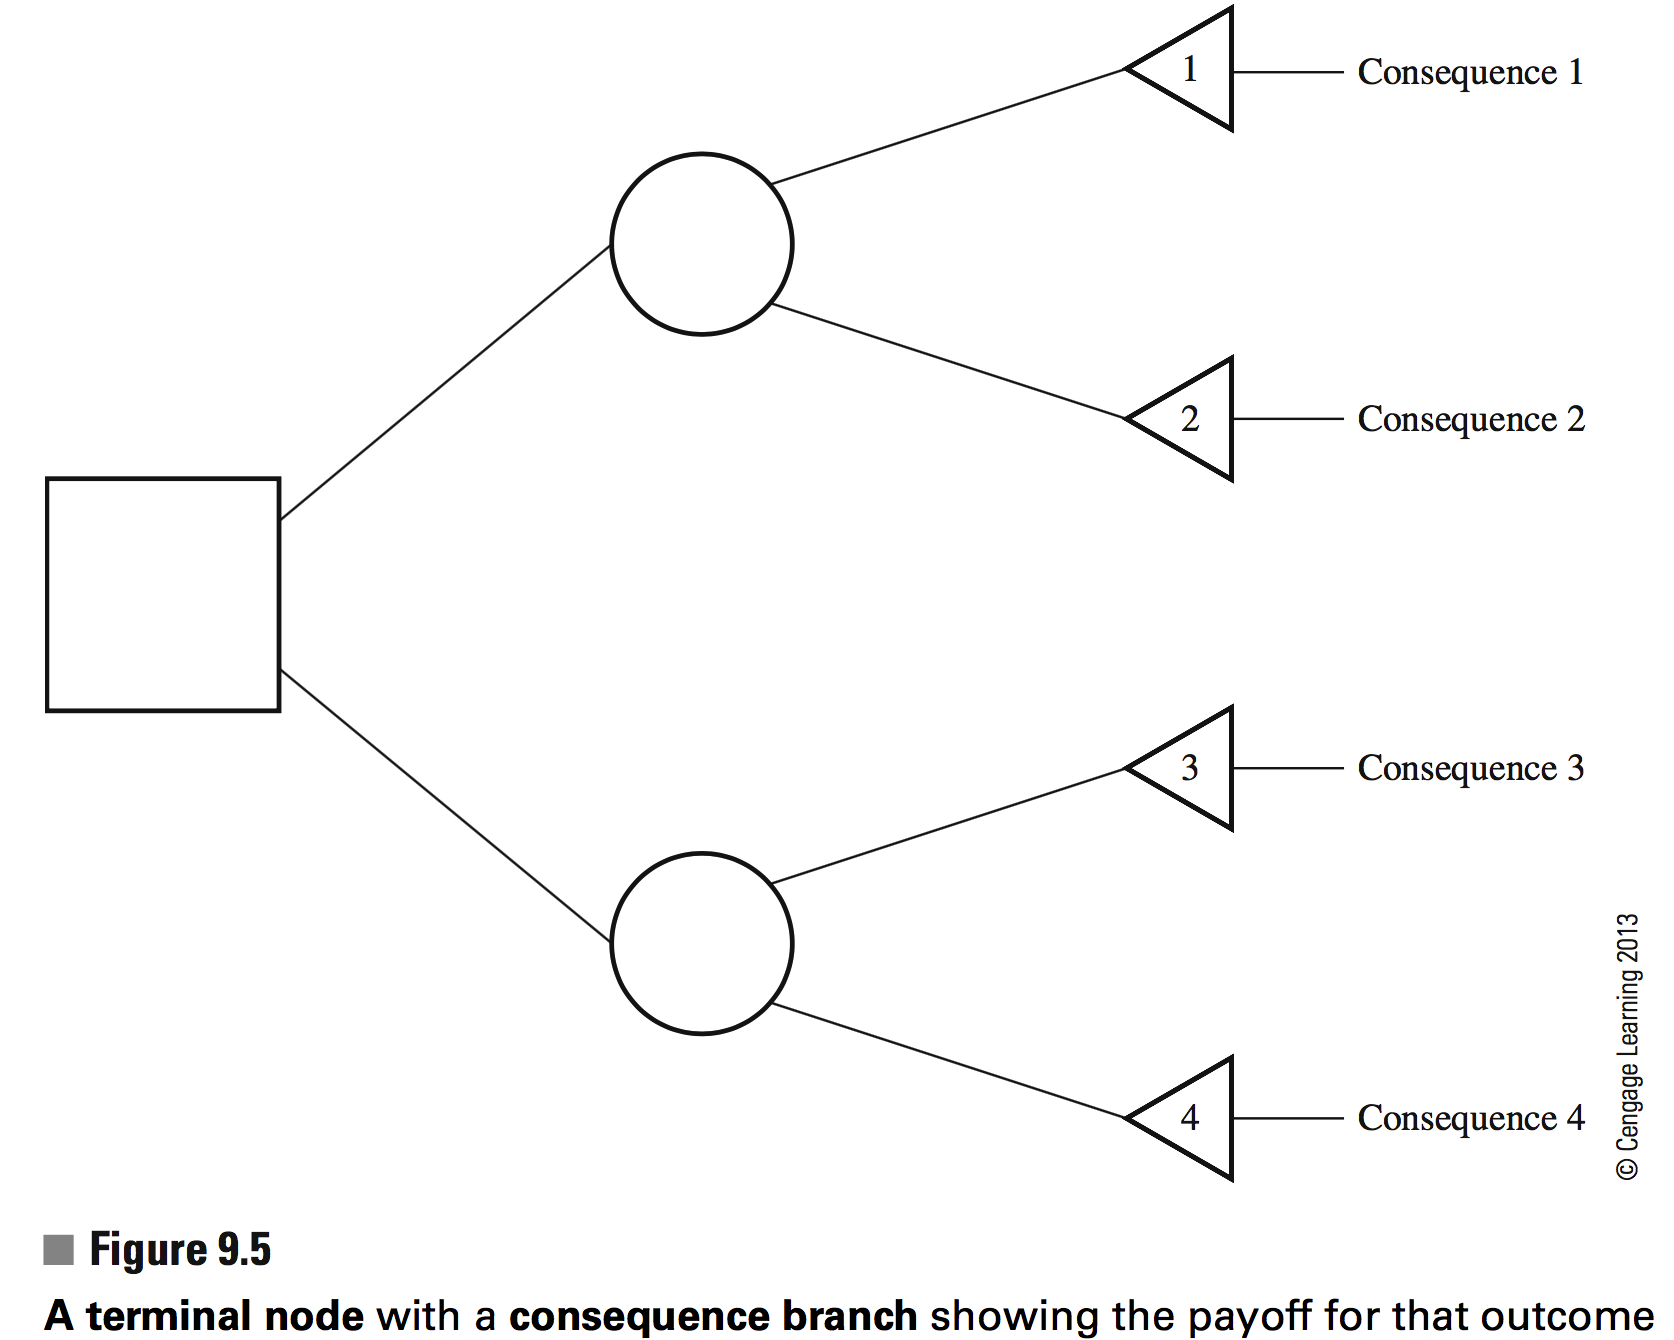 1
Consequence 1
2
Consequence 2
3
Consequence 3
4
Consequence 4
© Cengage Learning 2013
Figure 9.5
A terminal node with a consequence branch showing the payoff for that outcome